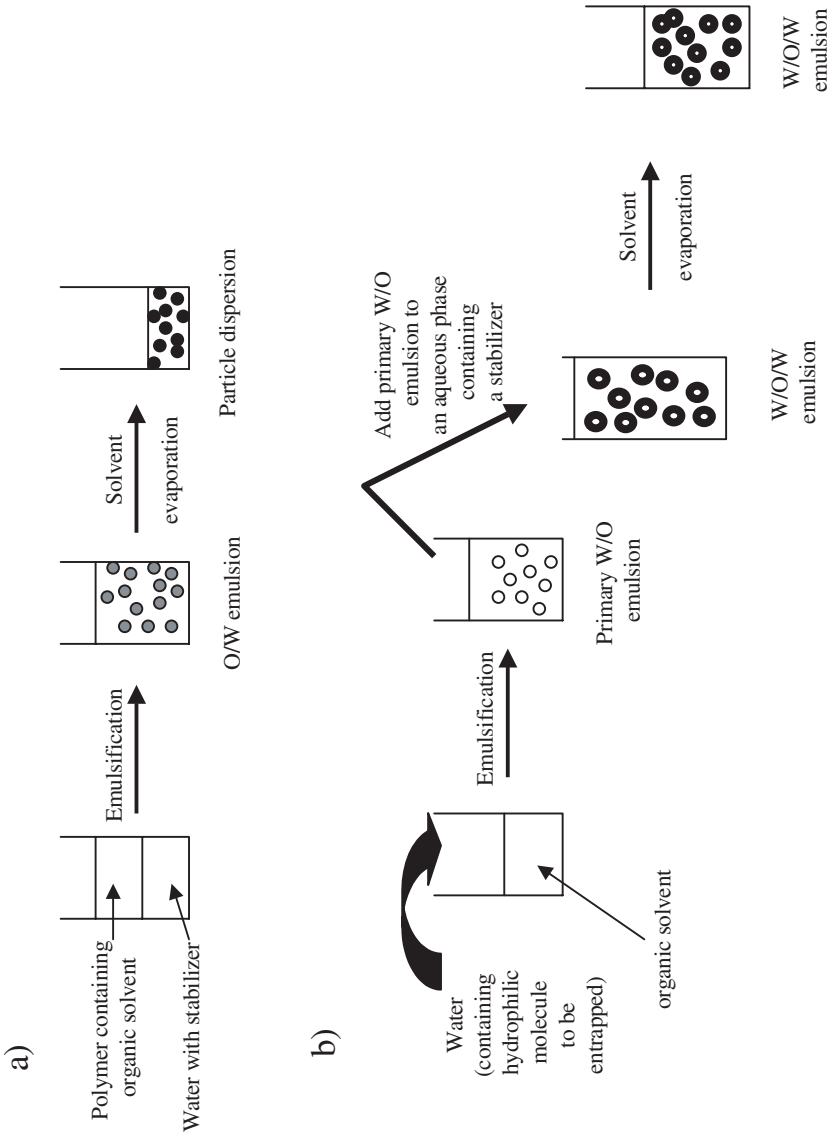 a)
Polymer containing
organic solvent
Water with stabilizer
Emulsification
O/W emulsion
Solvent
evaporation
Particle dispersion
b)
Water
(containing
hydrophilic
molecule
to be
entrapped)
organic solvent
Emulsification
Primary W/O
emulsion
Add primary W/O
emulsion to
an aqueous phase
containing
a stabilizer
W/O/W
emulsion
Solvent
evaporation
W/O/W
emulsion